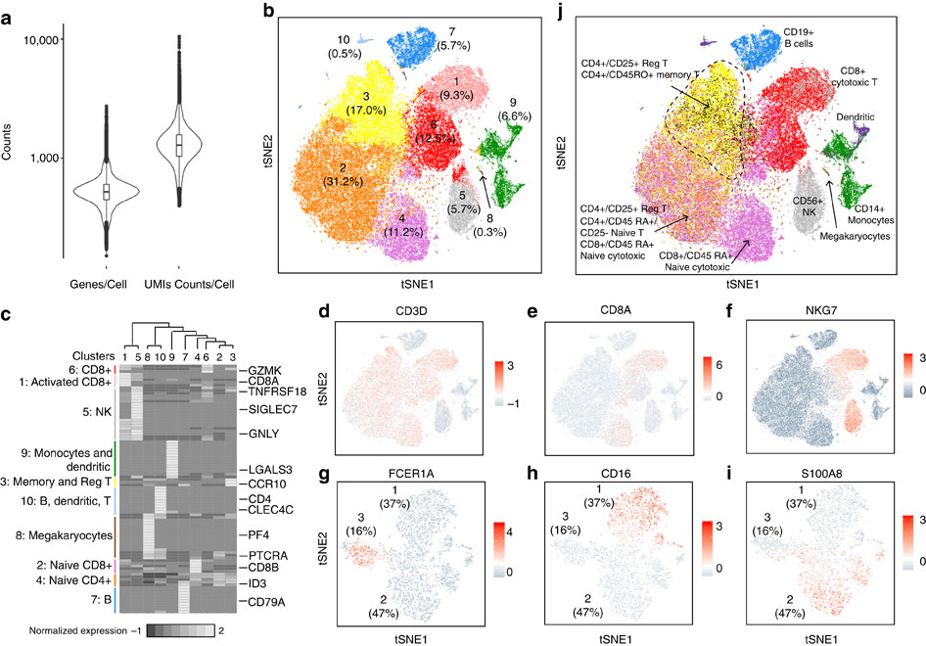 a
10,000
1,000
Counts
Genes/Cell
UMIs Counts/Cell
b
10
(0.5%)
7
(5.7%)
1
(9.3%)
3
(17.0%)
9
(6.6%)
6
(12.5%)
2
(31.2%)
5
(5.7%)
4
(11.2%)
8
(0.3%)
tSNE2
tSNE1
j
CD19+
B cells
CD4+/CD25+ Reg T
CD4+/CD45RO+ memory T
CD8+
cytotoxic T
Dendritic
CD4+/CD25+ Reg T
CD4+/CD45 RA+/
CD25- Naive T
CD8+/CD45 RA+
Naive cytotoxic
CD56+
NK
CD14+
Monocytes
Megakaryocytes
CD8+/CD45 RA+
Naive cytotoxic
tSNE2
tSNE1
c
Clusters
1 5 8 10 9 7 4 6 2 3
6: CD8+
1: Activated CD8+
5: NK
9: Monocytes and
dendritic
3: Memory and Reg T
10: B, dendritic, T
8: Megakaryocytes
2: Naive CD8+
4: Naive CD4+
7: B
GZMK
CD8A
TNFRSF18
SIGLEC7
GNLY
LGALS3
CCR10
CD4
CLEC4C
PF4
PTCRA
CD8B
ID3
CD79A
Normalized expression −1 2
d
CD3D
3
−1
tSNE2
e
CD8A
6
0
f
NKG7
3
0
g
FCER1A
1
(37%)
3
(16%)
2
(47%)
4
0
tSNE2
tSNE1
h
CD16
1
(37%)
3
(16%)
2
(47%)
3
0
tSNE1
i
S100A8
1
(37%)
3
(16%)
2
(47%)
3
0
tSNE1